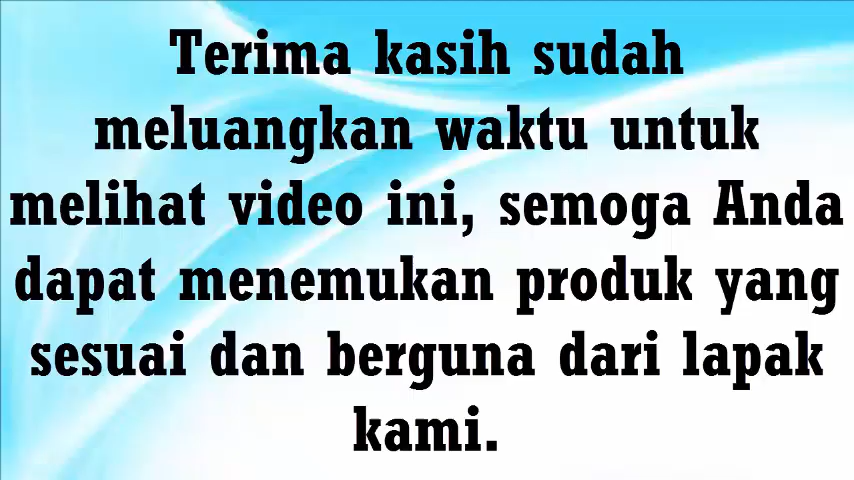 Terima kasih sudah
meluangkan waktu untuk
melihat video ini, semoga Anda
dapat menemukan produk yang
sesuai dan berguna dari lapak
kami.